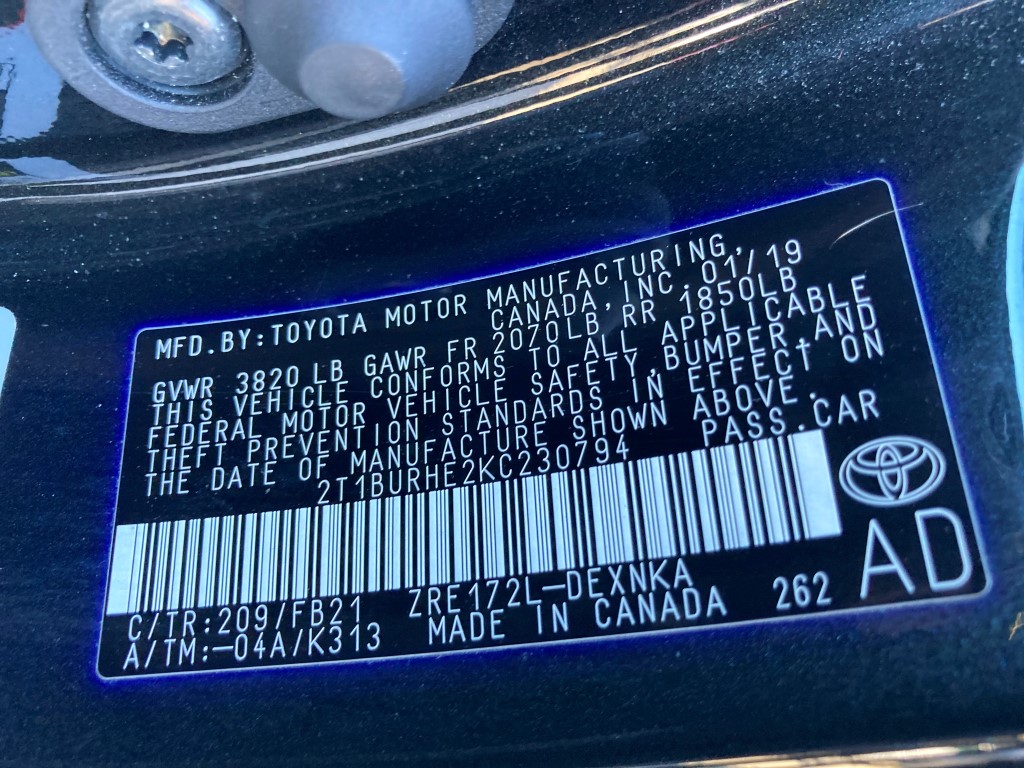 MFD.BY:TOYOTA MOTOR MANUFACTURING,
CANADA, INC. 01/19
GVWR 3820 LB GAWR FR 2070LB RR 1850LB
THIS VEHICLE CONFORMS TO ALL APPLICABLE
FEDERAL MOTOR VEHICLE SAFETY, BUMPER, AND
THEFT PREVENTION STANDARDS IN EFFECT ON
THE DATE OF MANUFACTURE SHOWN ABOVE.
2T1BURHE2KC230794 PASS.CAR
C/TR:209/FB21 ZRE172L-DEXNKA
A/TM:-04A/K313 MADE IN CANADA 262
AD